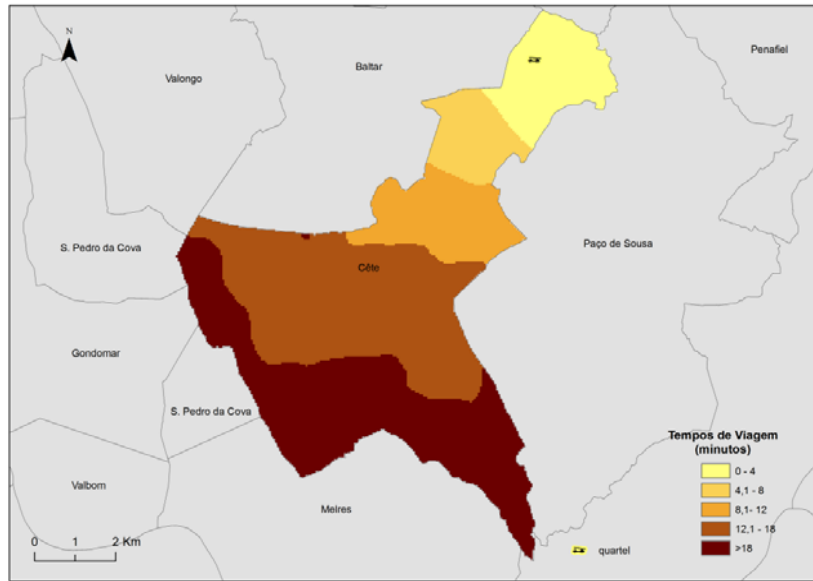 N
Penafiel
Baltar
Valongo
S. Pedro da Cova
Paço de Sousa
Cête
Gondomar
S. Pedro da Cova
Valbom
Melres
Tempos de Viagem
(minutos)
0 - 4
4,1 - 8
8,1- 12
12,1 - 18
>18
quartel
0 1 2 Km